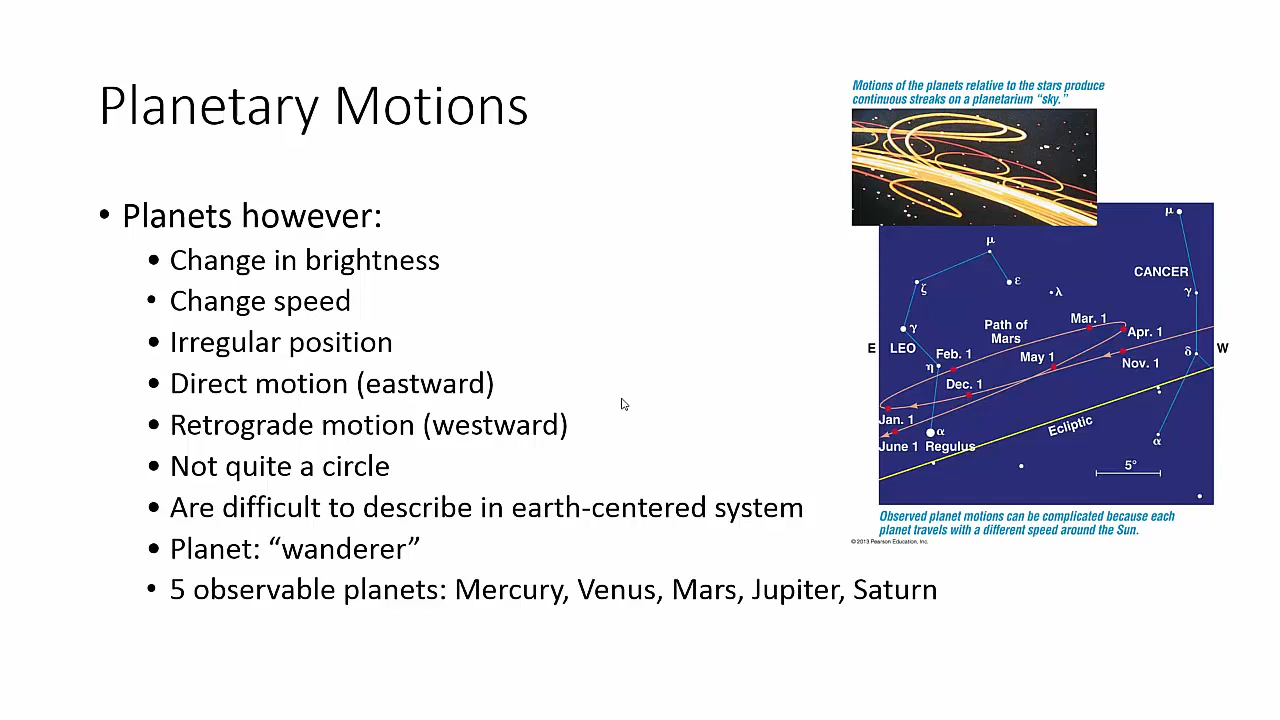 Planetary Motions
• Planets however:
• Change in brightness
• Change speed
• Irregular position
• Direct motion (eastward)
• Retrograde motion (westward)
• Not quite a circle
• Are difficult to describe in earth-centered system
• Planet: “wanderer”
• 5 observable planets: Mercury, Venus, Mars, Jupiter, Saturn
Motions of the planets relative to the stars produce
continuous streaks on a planetarium “sky.”
μ
μ
CANCER
ζ
ε
λ
γ
γ
Mar. 1
Path of
Mars
Apr. 1
E
LEO
Feb. 1
May 1
Nov. 1
δ
W
η
Dec. 1
Jan. 1
Ecliptic
α
α
June 1
Regulus
5°
Observed planet motions can be complicated because each
planet travels with a different speed around the Sun.
© 2013 Pearson Education, Inc.